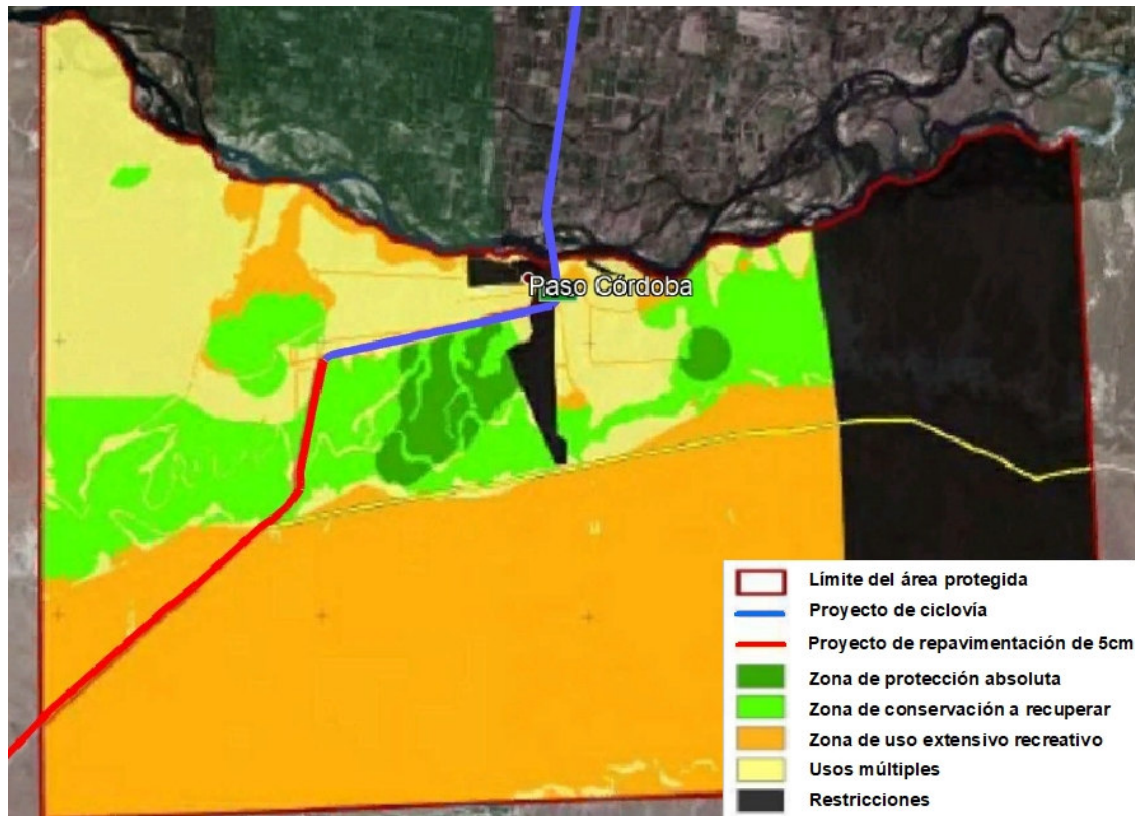 Paso Córdoba
Límite del área protegida
Proyecto de ciclovía
Proyecto de repavimentación de 5cm
Zona de protección absoluta
Zona de conservación a recuperar
Zona de uso extensivo recreativo
Usos múltiples
Restricciones